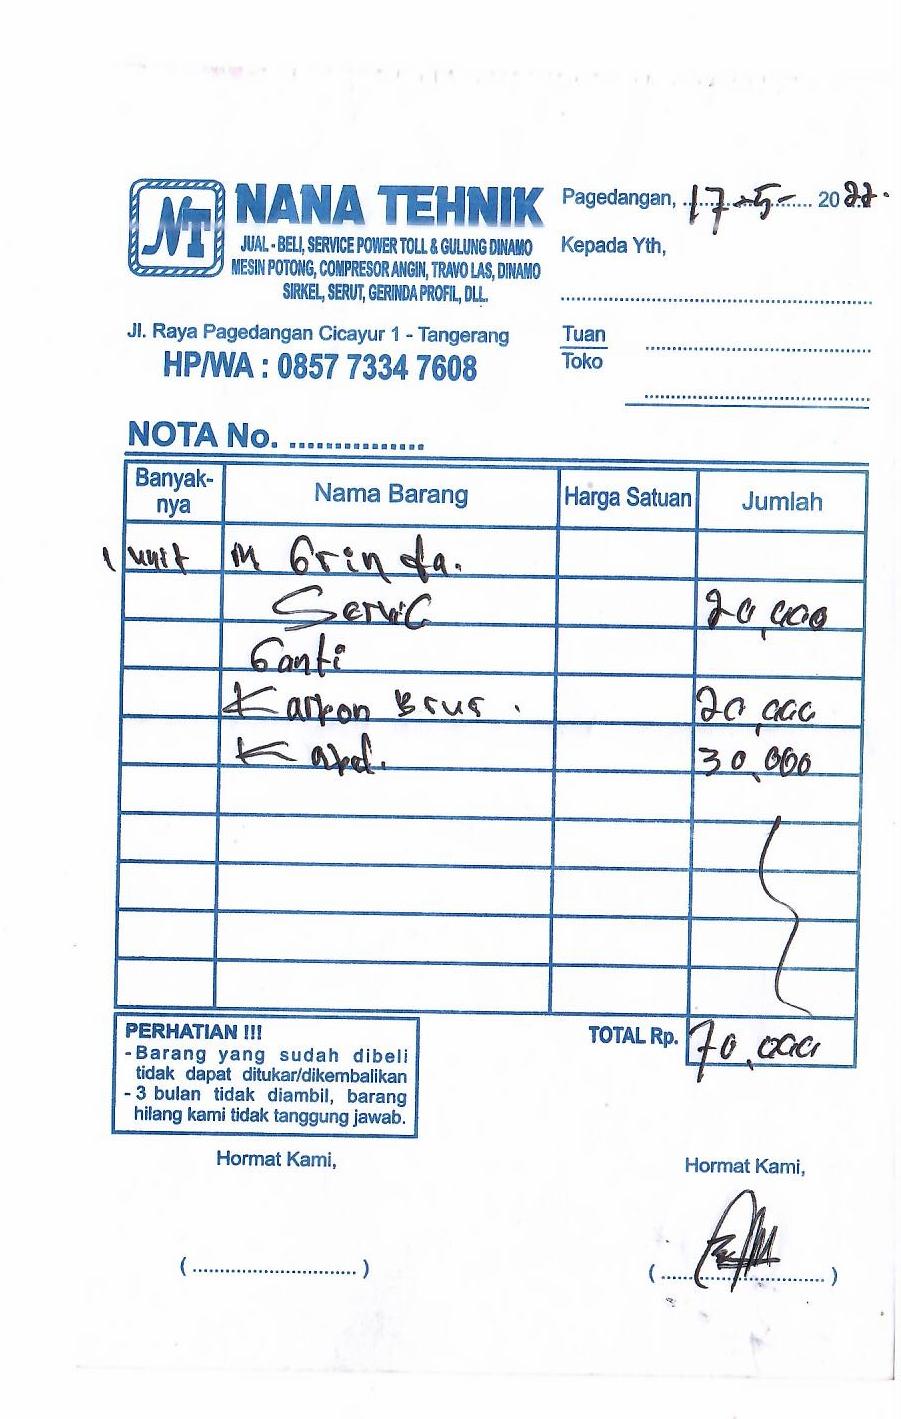 NT NANA TEHNIK
JUAL - BELI, SERVICE POWER TOLL & GULUNG DINAMO
MESIN POTONG, COMPRESOR ANGIN, TRAVO LAS, DINAMO
SIRKEL, SERUT, GERINDA PROFIL, DLL.
Jl. Raya Pagedangan Cicayur 1 - Tangerang
HP/WA : 0857 7334 7608
Pagedangan, 17-5- 2022.
Kepada Yth,
Tuan
Toko
NOTA No. ...............
Banyak-
nya
Nama Barang
Harga Satuan
Jumlah
1 unit M Grinda.
Servic 20,000
Ganti
Karbon Brus. 20,000
Kabel. 30,000
TOTAL Rp. 70,000
PERHATIAN !!!
- Barang yang sudah dibeli
tidak dapat ditukar/dikembalikan
- 3 bulan tidak diambil, barang
hilang kami tidak tanggung jawab.
Hormat Kami,
(.............................)
Hormat Kami,
(.............................)